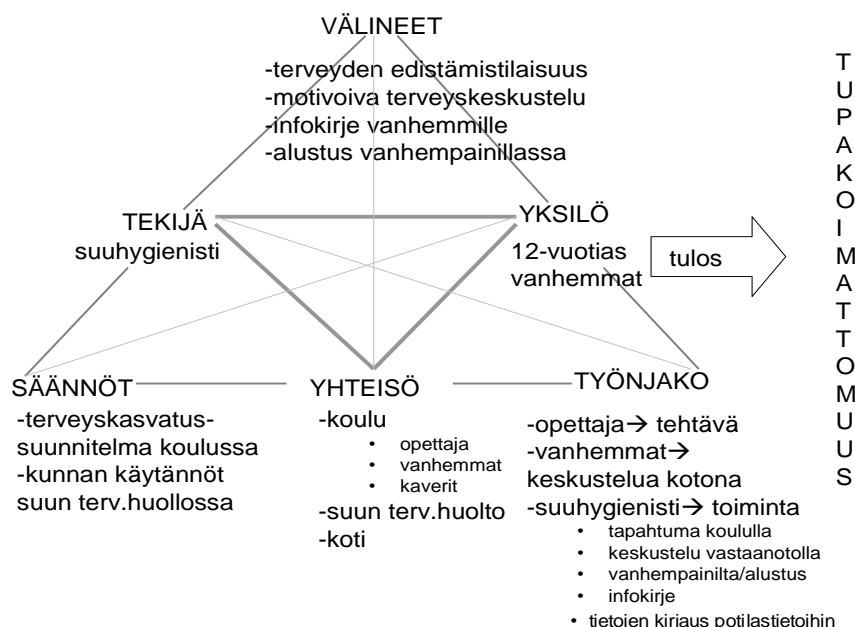 VÄLINEET
-terveyden edistämistilaisuus
-motivoiva terveyskeskustelu
-infokirje vanhemmille
-alustus vanhempainillassa
TEKIJÄ
suuhygienisti
YKSILÖ
12-vuotias
vanhemmat
tulos
TUPAKOIMATTOMUUS
SÄÄNNÖT
-terveyskasvatus-
suunnitelma koulussa
-kunnan käytännöt
suun terv.huollossa
YHTEISÖ
-koulu
• opettaja
• vanhemmat
• kaverit
-suun terv.huolto
-koti
TYÖNJAKO
-opettaja→ tehtävä
-vanhemmat→
keskustelua kotona
-suuhygienisti→ toiminta
• tapahtuma koululla
• keskustelu vastaanotolla
• vanhempainilta/alustus
• infokirje
• tietojen kirjaus potilastietoihin